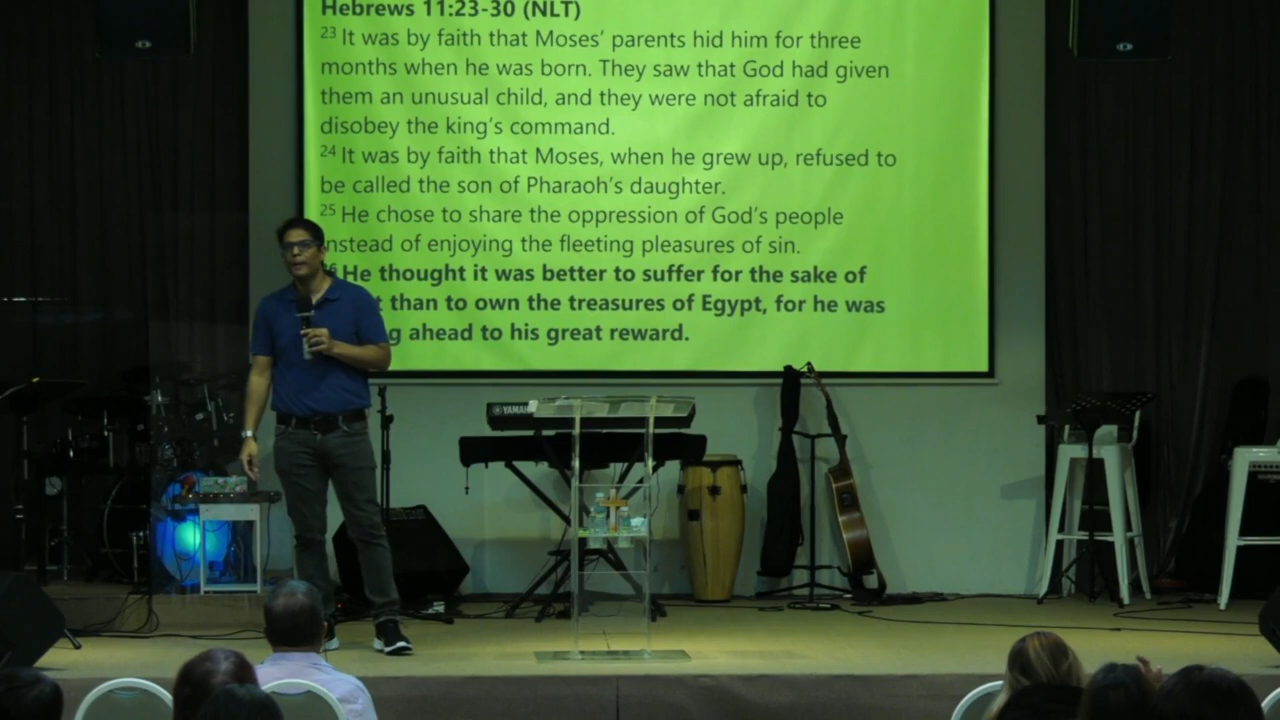 Hebrews 11:23-30 (NLT)
23 It was by faith that Moses’ parents hid him for three
months when he was born. They saw that God had given
them an unusual child, and they were not afraid to
disobey the king’s command.
24 It was by faith that Moses, when he grew up, refused to
be called the son of Pharaoh’s daughter.
25 He chose to share the oppression of God’s people
nstead of enjoying the fleeting pleasures of sin.
6 He thought it was better to suffer for the sake of
t than to own the treasures of Egypt, for he was
g ahead to his great reward.
YAMAH